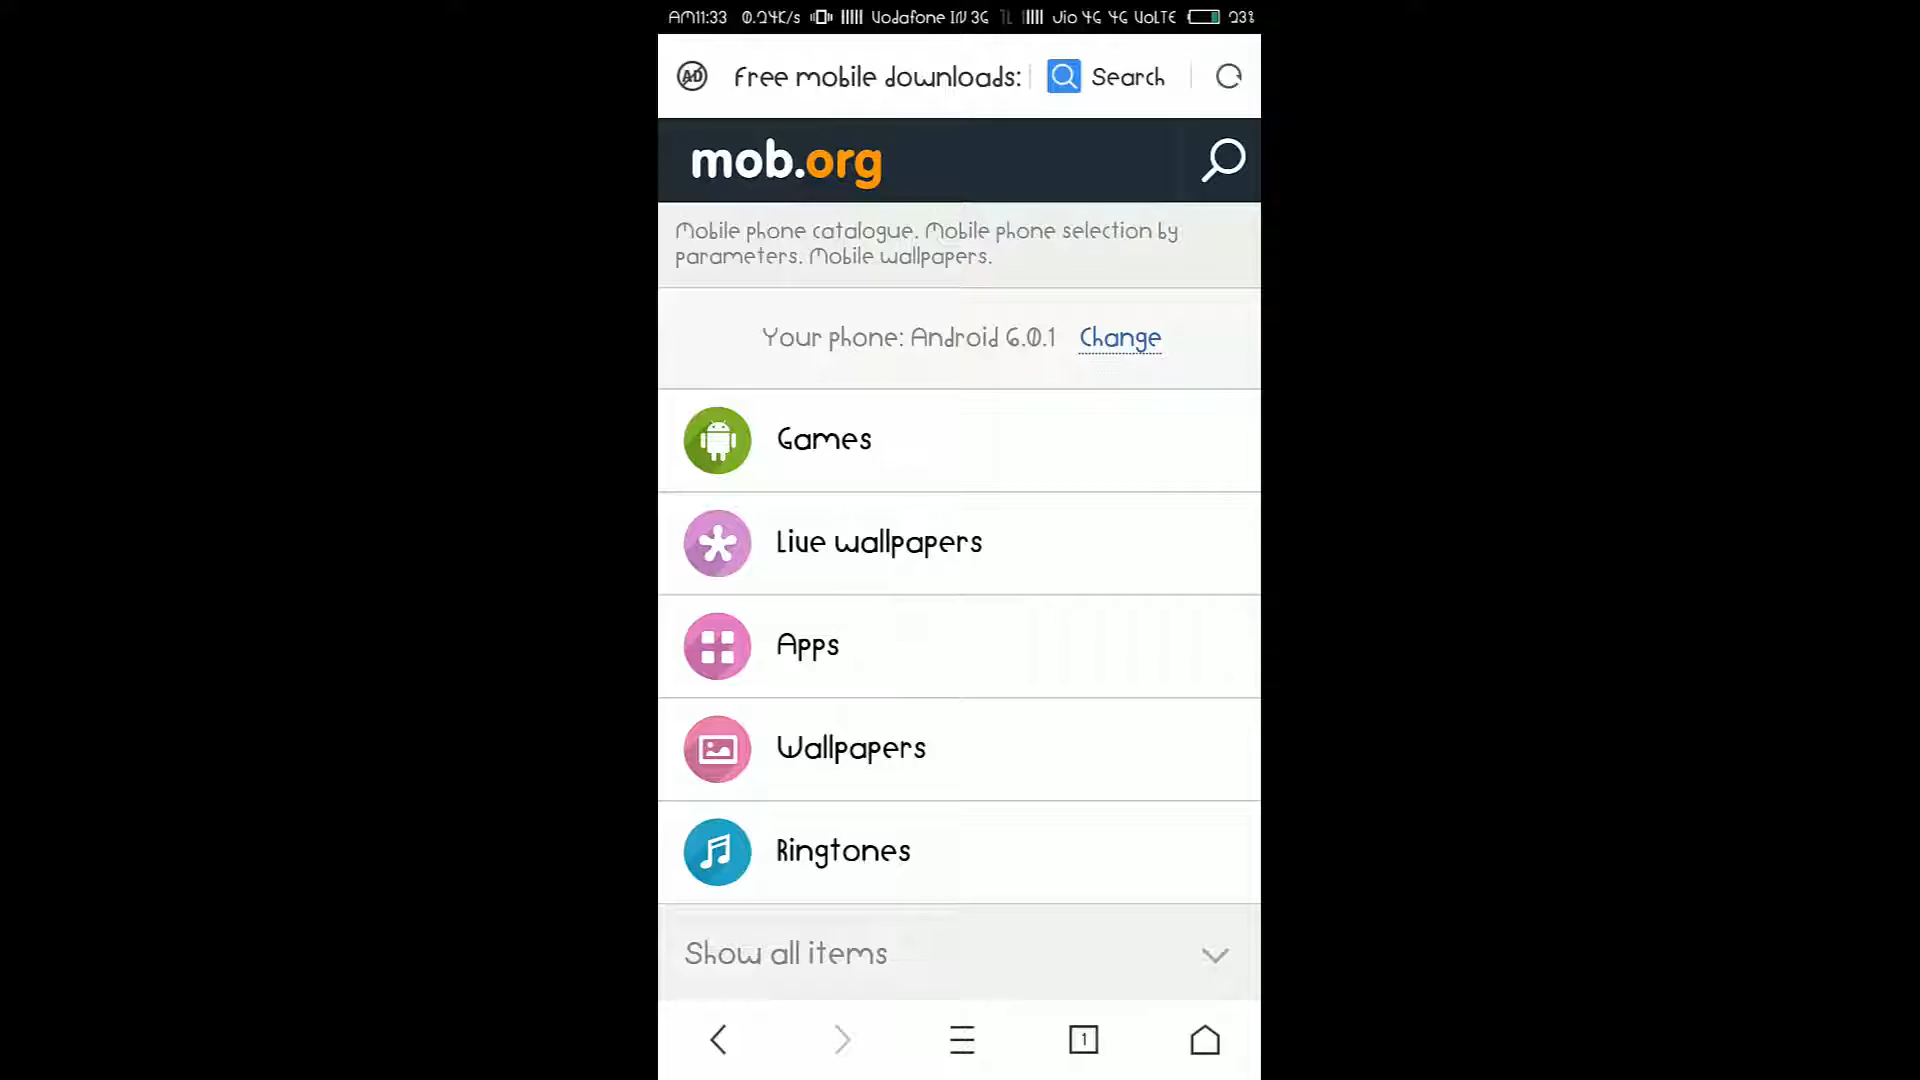 AM11:33 0.24K/s Vodafone IN 3G Jio 4G 4G VoLTE 23%
AD Free mobile downloads: Search
mob.org
Mobile phone catalogue. Mobile phone selection by
parameters. Mobile wallpapers.
Your phone: Android 6.0.1 Change
Games
Live wallpapers
Apps
Wallpapers
Ringtones
Show all items
1